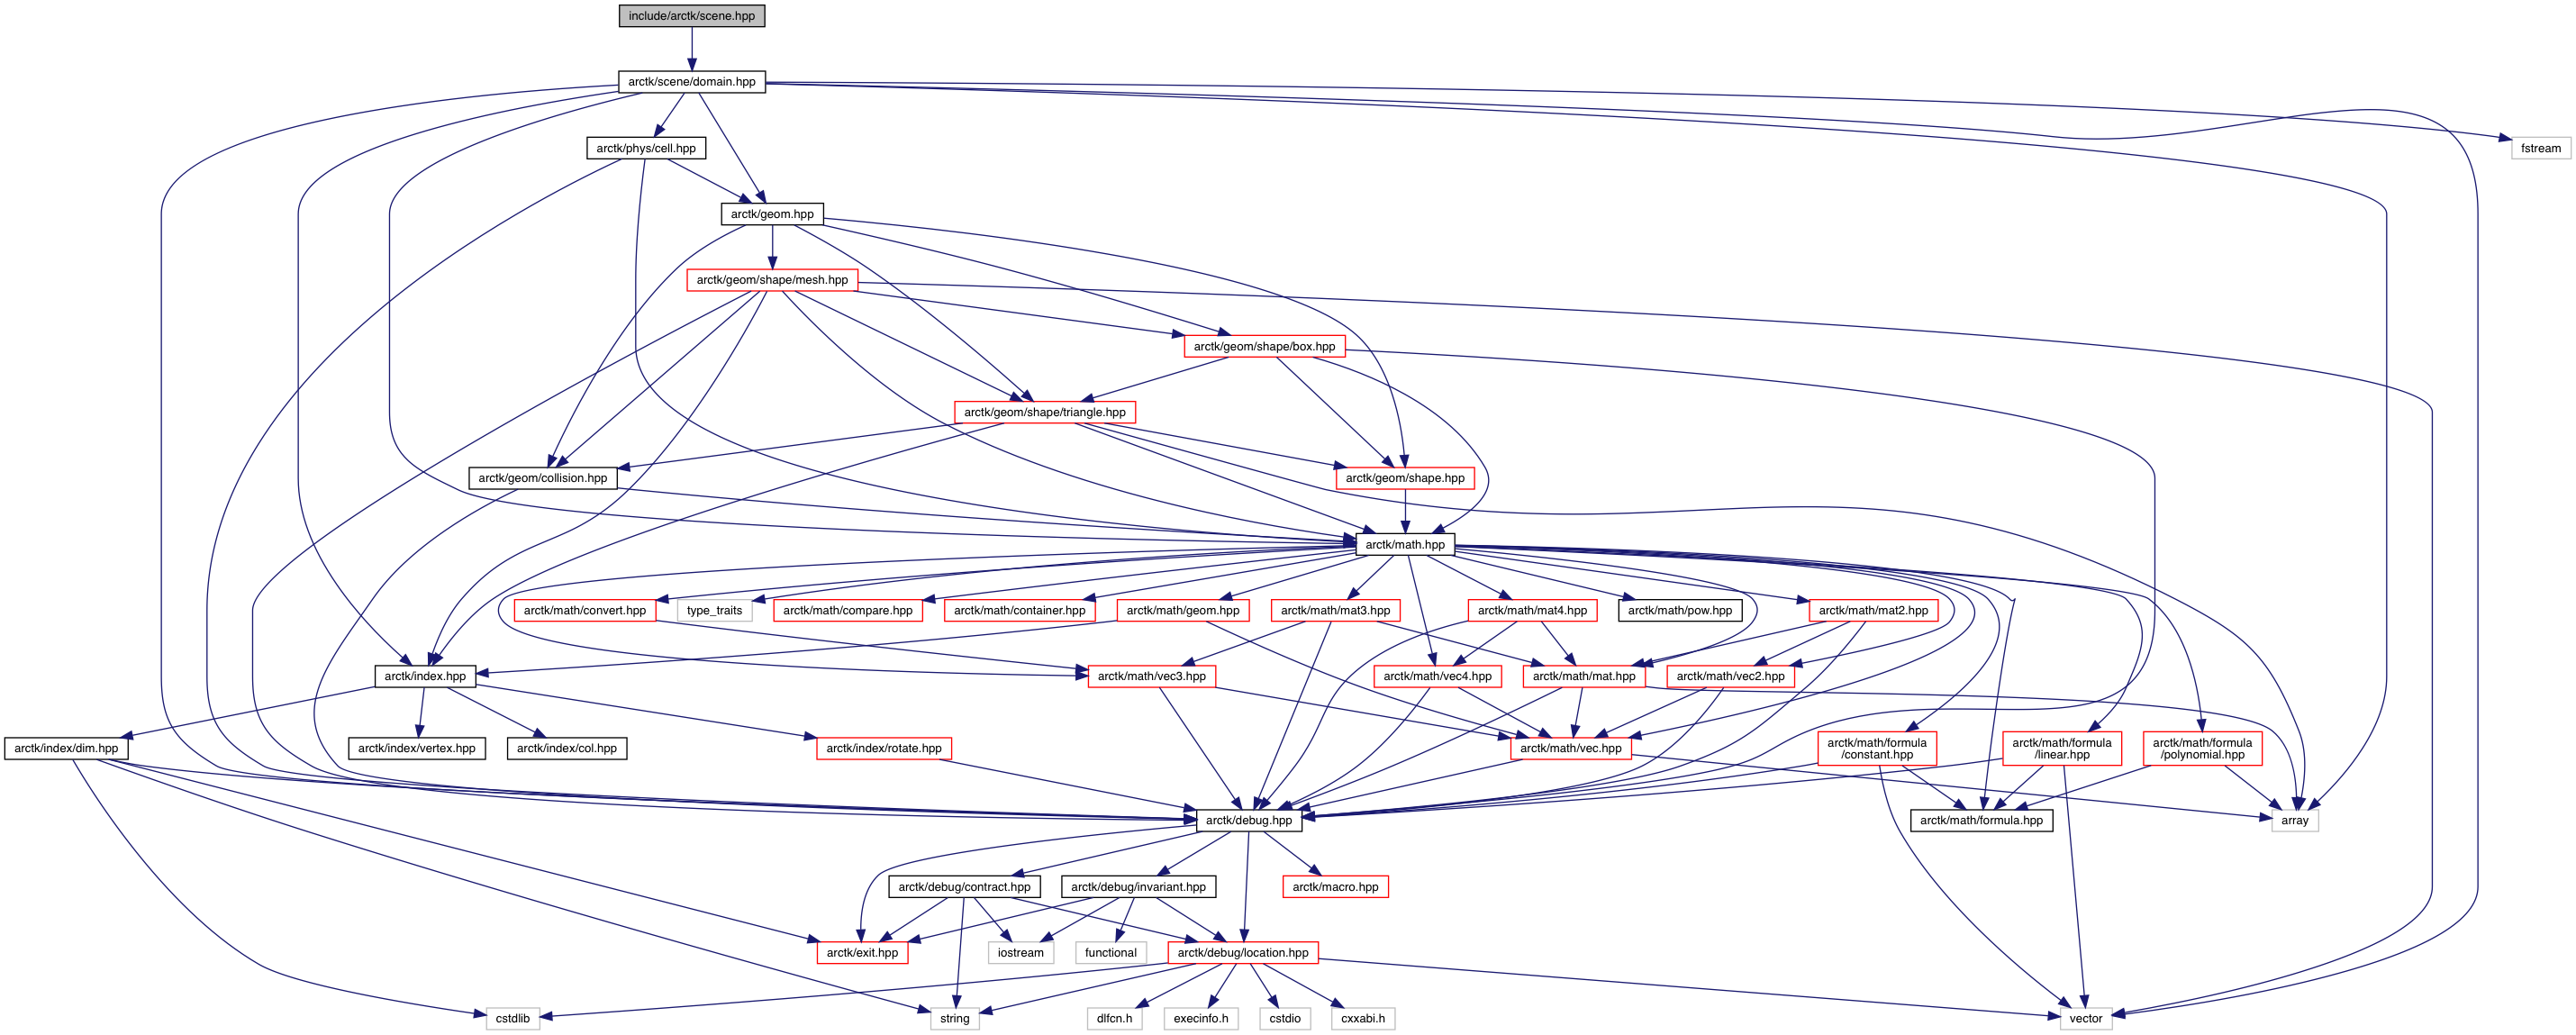 include/arctk/scene.hpp
arctk/scene/domain.hpp
arctk/phys/cell.hpp
fstream
arctk/geom.hpp
arctk/geom/shape/mesh.hpp
arctk/geom/shape/box.hpp
arctk/geom/shape/triangle.hpp
arctk/geom/collision.hpp
arctk/geom/shape.hpp
arctk/math.hpp
arctk/math/convert.hpp
type_traits
arctk/math/compare.hpp
arctk/math/container.hpp
arctk/math/geom.hpp
arctk/math/mat3.hpp
arctk/math/mat4.hpp
arctk/math/pow.hpp
arctk/math/mat2.hpp
arctk/index.hpp
arctk/math/vec3.hpp
arctk/math/vec4.hpp
arctk/math/mat.hpp
arctk/math/vec2.hpp
arctk/index/dim.hpp
arctk/index/vertex.hpp
arctk/index/col.hpp
arctk/index/rotate.hpp
arctk/math/vec.hpp
arctk/math/formula
/constant.hpp
arctk/math/formula
/linear.hpp
arctk/math/formula
/polynomial.hpp
arctk/debug.hpp
arctk/math/formula.hpp
array
arctk/debug/contract.hpp
arctk/debug/invariant.hpp
arctk/macro.hpp
arctk/exit.hpp
iostream
functional
arctk/debug/location.hpp
cstdlib
string
dlfcn.h
execinfo.h
cstdio
cxxabi.h
vector